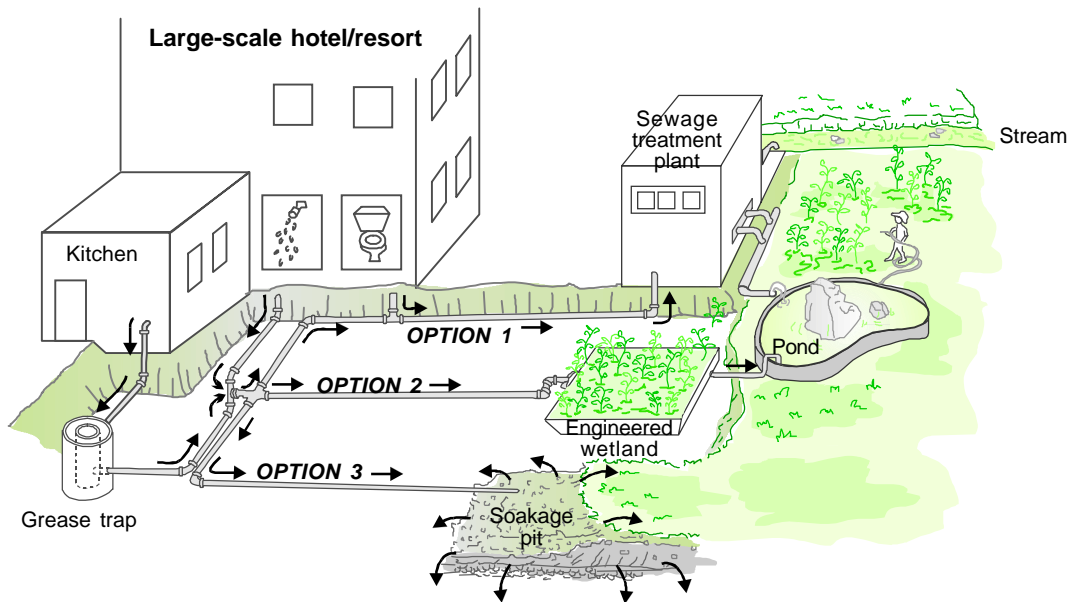 Large-scale hotel/resort
Sewage
treatment
plant
Stream
Kitchen
OPTION 1
Pond
OPTION 2
Engineered
wetland
OPTION 3
Soakage
pit
Grease trap